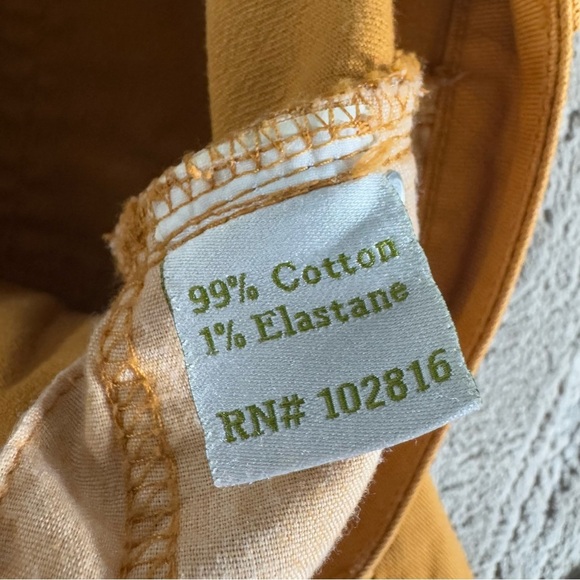 99% Cotton
1% Elastane
RN# 102816